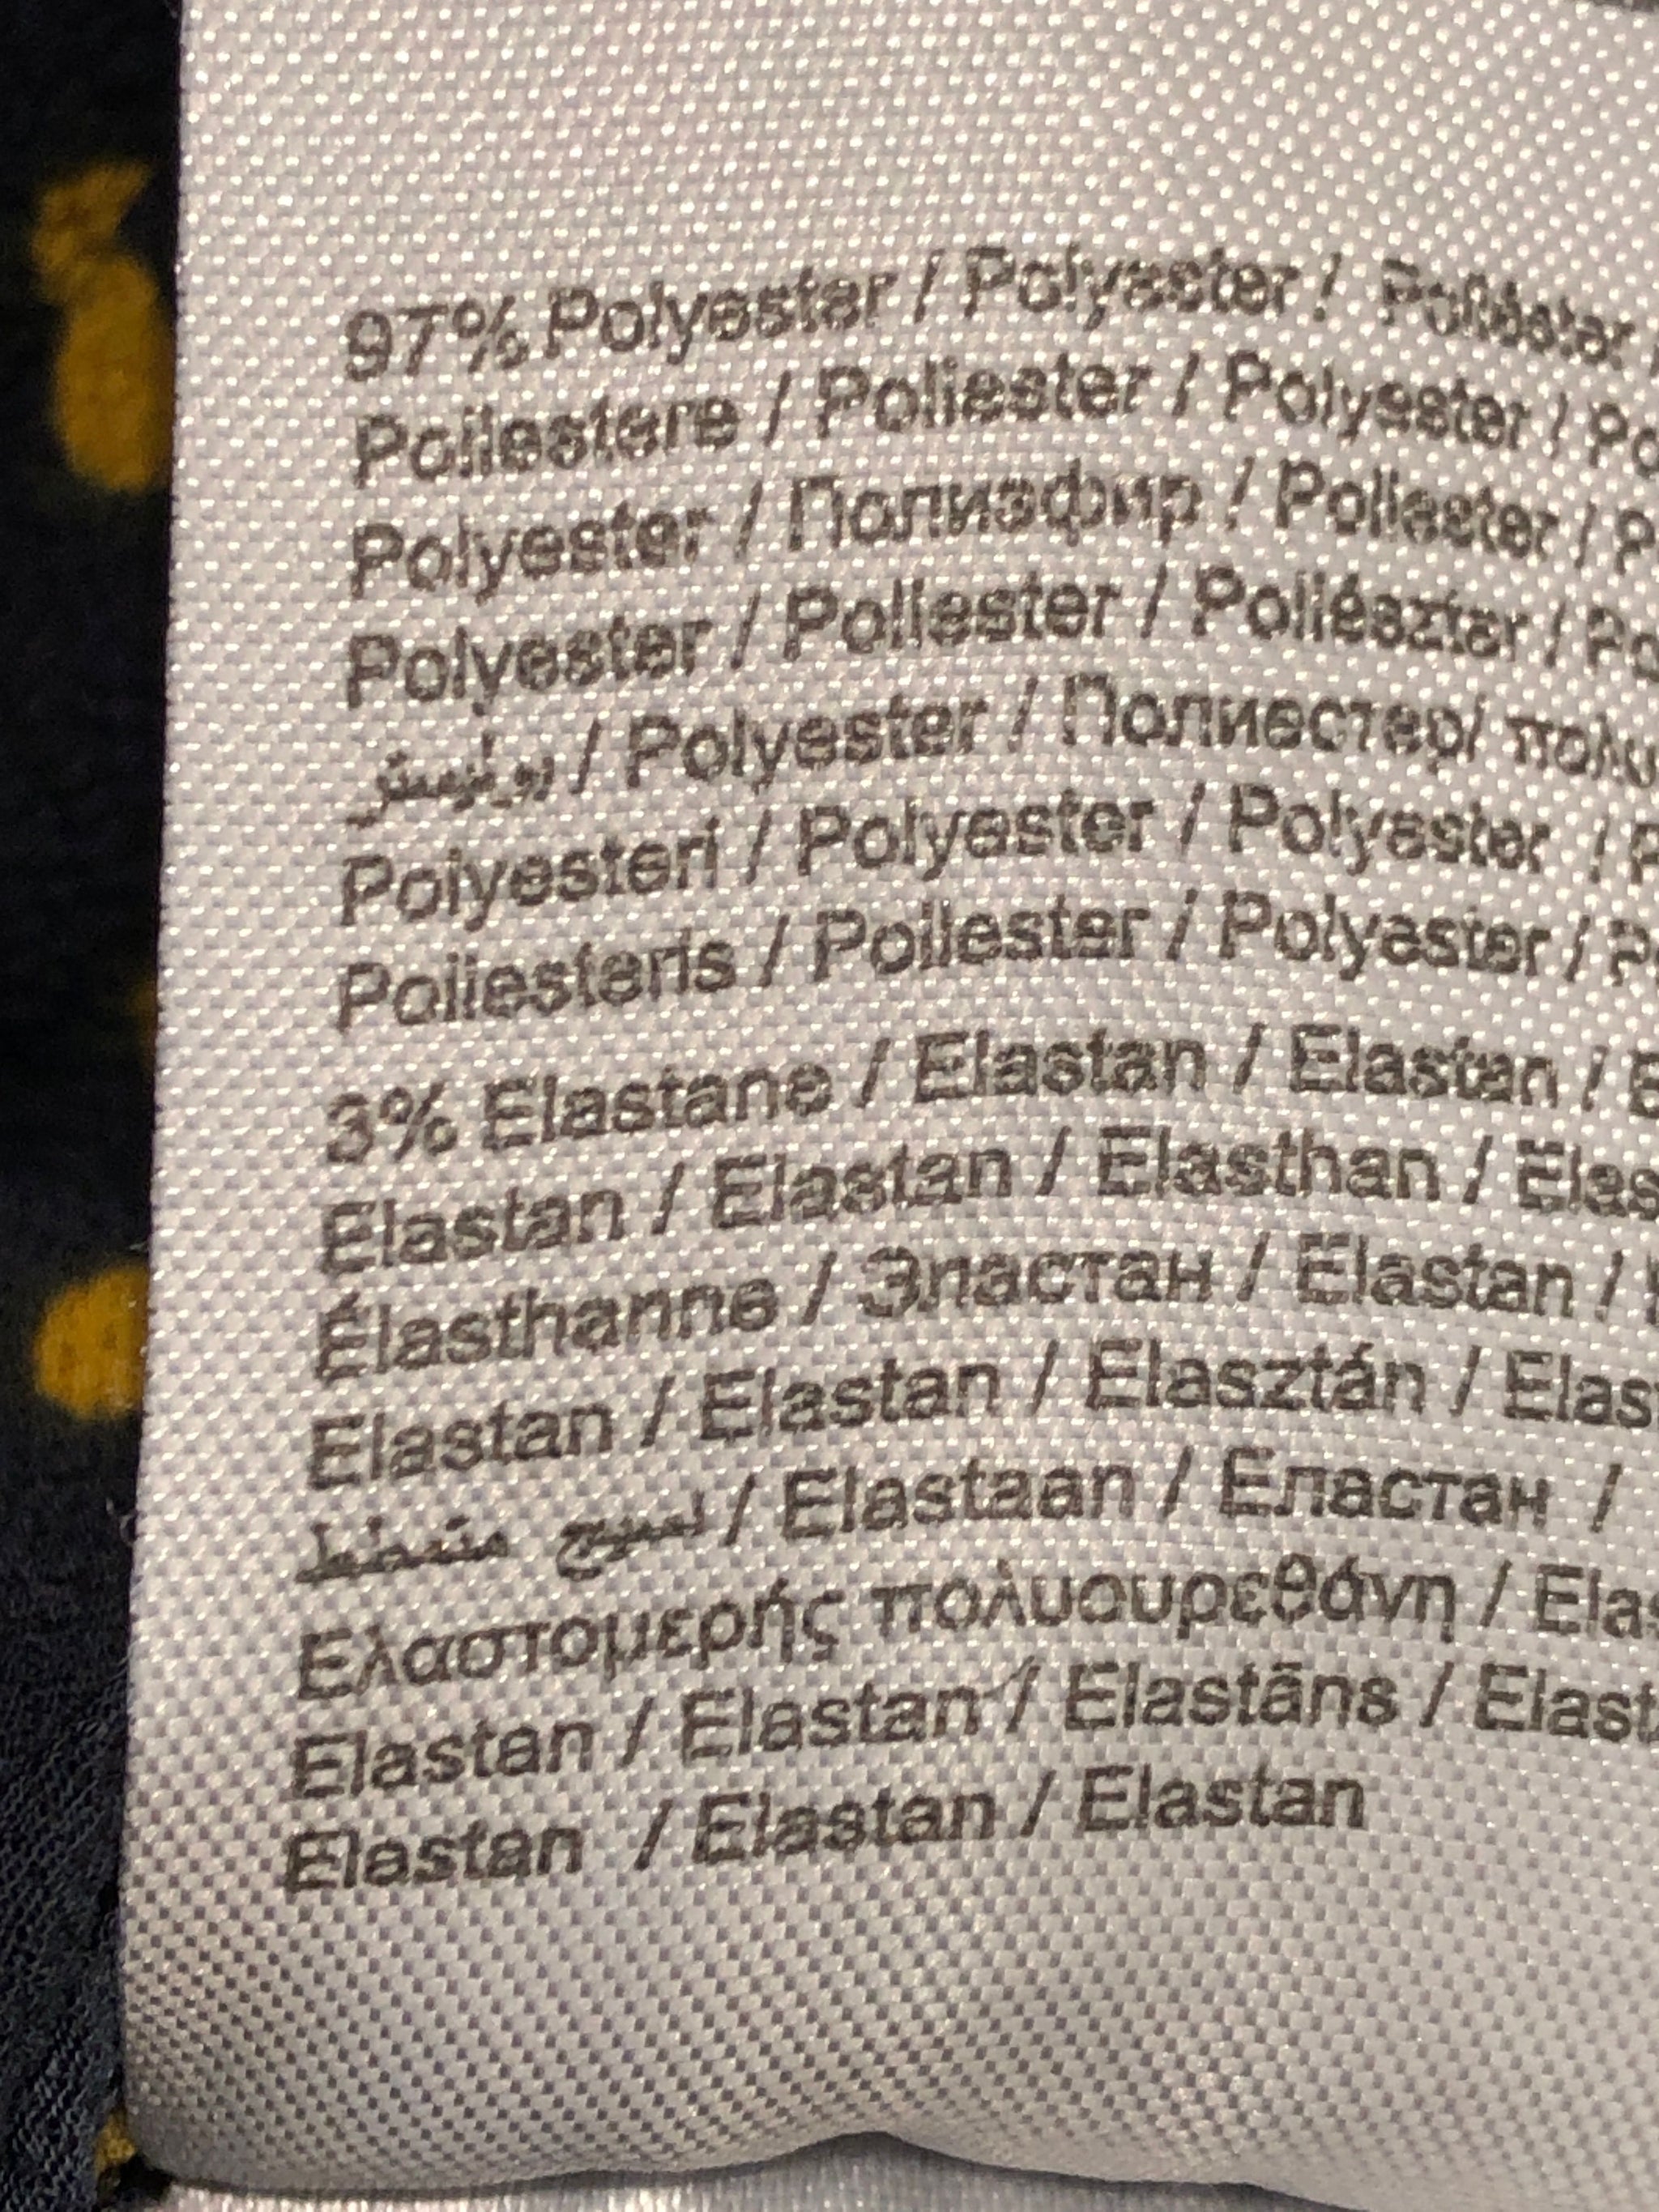 97% Polyester / Polyester / Poliéster /
Poliestere / Poliester / Polyester / Po
Polyester / Полиэфир / Poliester / P
Polyester / Poliester / Poliészter / Po
بوليستر / Polyester / Полиестер/ πολυ
Polyesteri / Polyester / Polyester / P
Poliesteris / Poliester / Polyester / Po
3% Elastane / Elastan / Elastan / E
Elastan / Elastan / Elasthan / Elas
Élasthanne / Эластан / Elastan /
Elastan / Elastan / Elasztán / Elas
نسيج متمطط / Elastaan / Еластан /
Ελαστομερής πολυουρεθάνη / Elas
Elastan / Elastan / Elastāns / Elast
Elastan / Elastan / Elastan